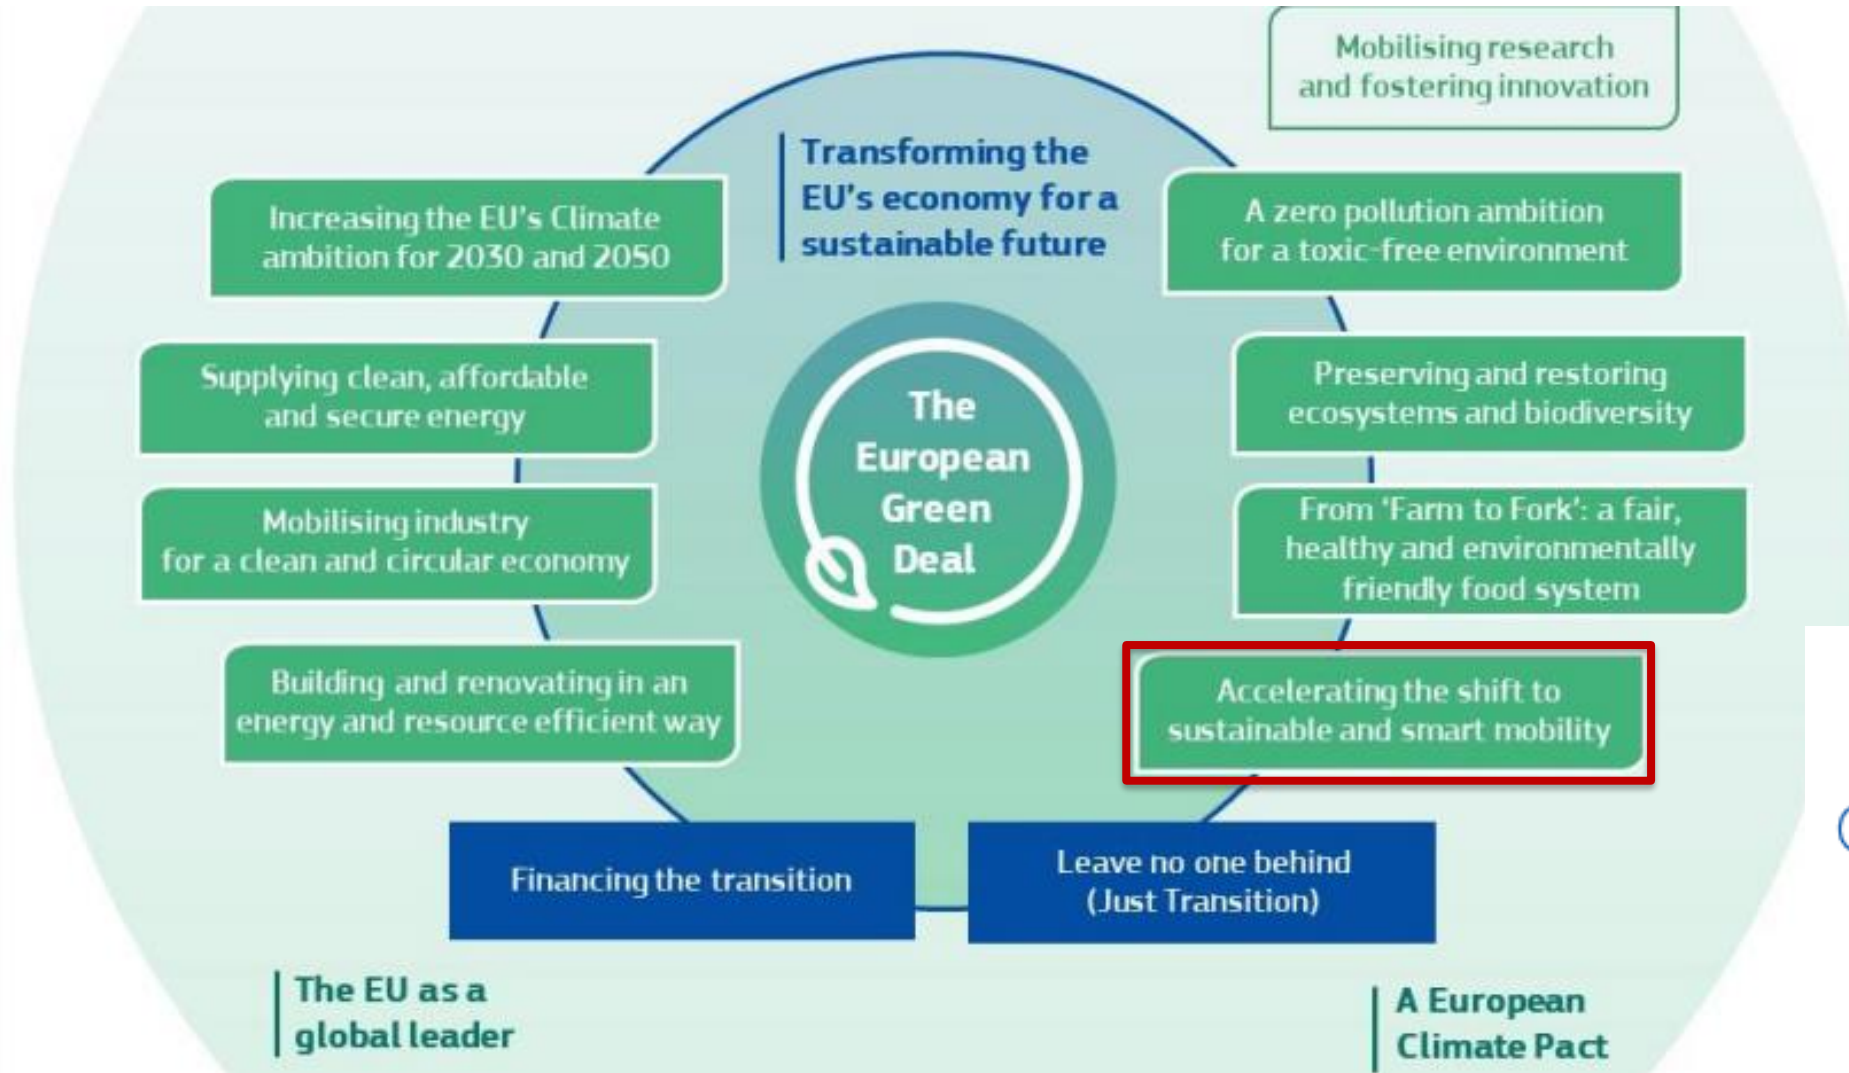 Mobilising research
and fostering innovation
Transforming the
EU's economy for a
sustainable future
Increasing the EU's Climate
ambition for 2030 and 2050
A zero pollution ambition
for a toxic-free environment
Supplying clean, affordable
and secure energy
Preserving and restoring
ecosystems and biodiversity
The
European
Green
Deal
Mobilising industry
for a clean and circular economy
From 'Farm to Fork': a fair,
healthy and environmentally
friendly food system
Building and renovating in an
energy and resource efficient way
Accelerating the shift to
sustainable and smart mobility
Financing the transition
Leave no one behind
(Just Transition)
The EU as a
global leader
A European
Climate Pact